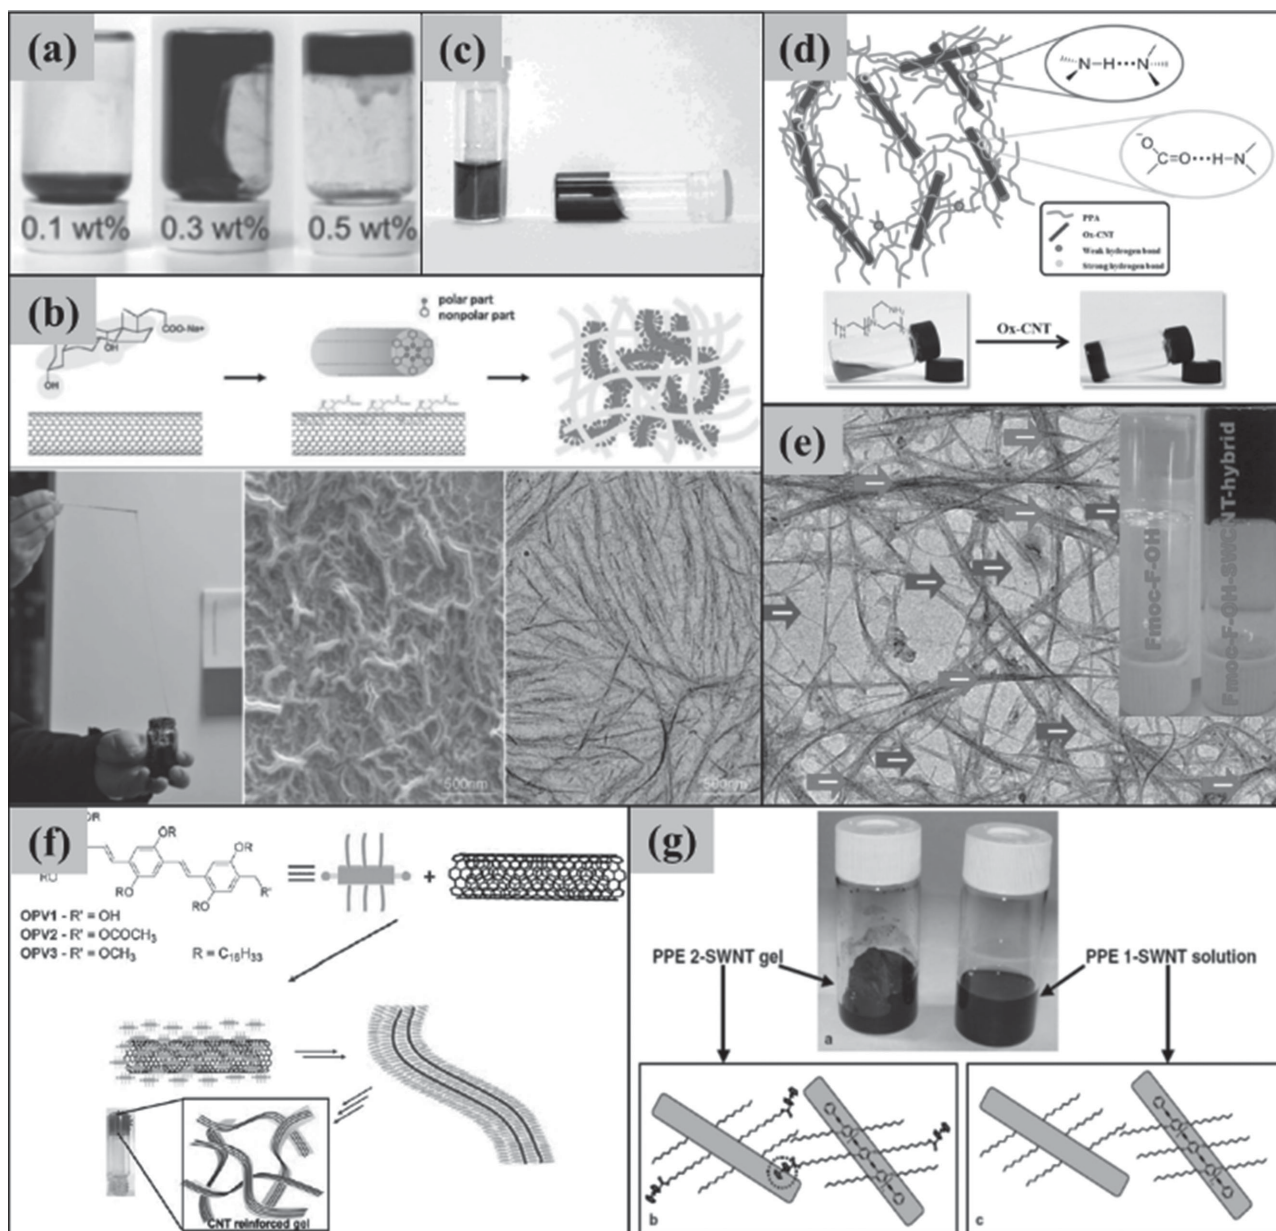 (a)
0.1 wt%
0.3 wt%
0.5 wt%
(c)
(d)
N-H····N
O
C=O····H-N
PPA
Ox-CNT
Weak hydrogen bond
Strong hydrogen bond
NH₂
Ox-CNT
(b)
COO-Na+
OH
OH
polar part
nonpolar part
500nm
500nm
(e)
Fmoc-F-OH
Fmoc-F-OH-SWCNT-hybrid
(f)
OR
OR
OR
RO
RO
RO
R'
OPV1 - R' = OH
OPV2 - R' = OCOCH₃
OPV3 - R' = OCH₃
R = C₁₆H₃₃
+
CNT reinforced gel
(g)
PPE 2-SWNT gel
PPE 1-SWNT solution
a
b
c